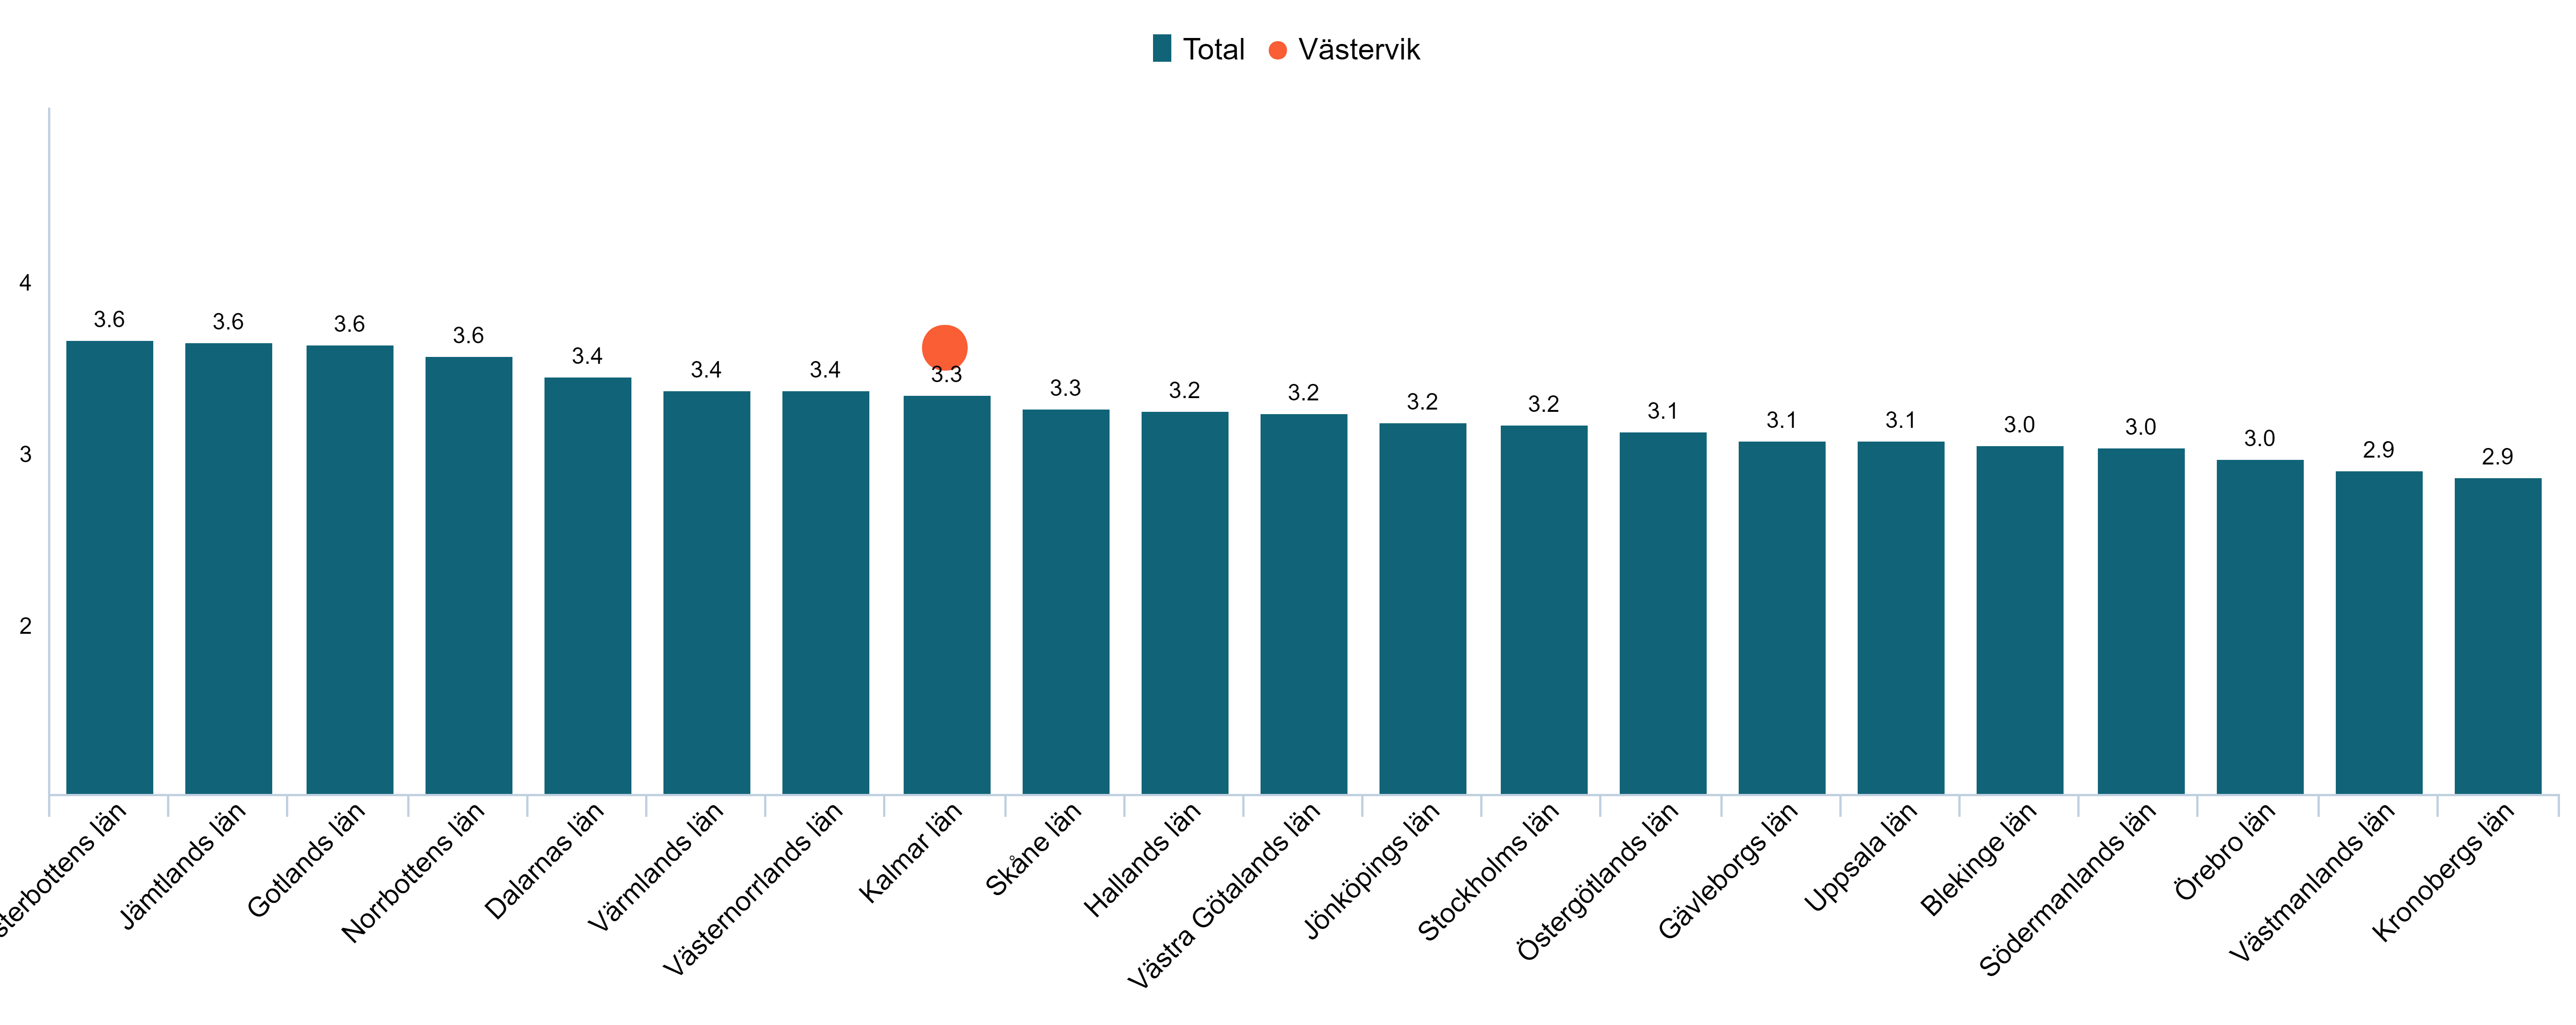 Total Västervik
4
3
2
3.6 3.6 3.6 3.6 3.4 3.4 3.4 3.3 3.3 3.2 3.2 3.2 3.2 3.1 3.1 3.1 3.0 3.0 3.0 2.9 2.9
sterbottens län
Jämtlands län
Gotlands län
Norrbottens län
Dalarnas län
Värmlands län
Västernorrlands län
Kalmar län
Skåne län
Hallands län
Västra Götalands län
Jönköpings län
Stockholms län
Östergötlands län
Gävleborgs län
Uppsala län
Blekinge län
Södermanlands län
Örebro län
Västmanlands län
Kronobergs län